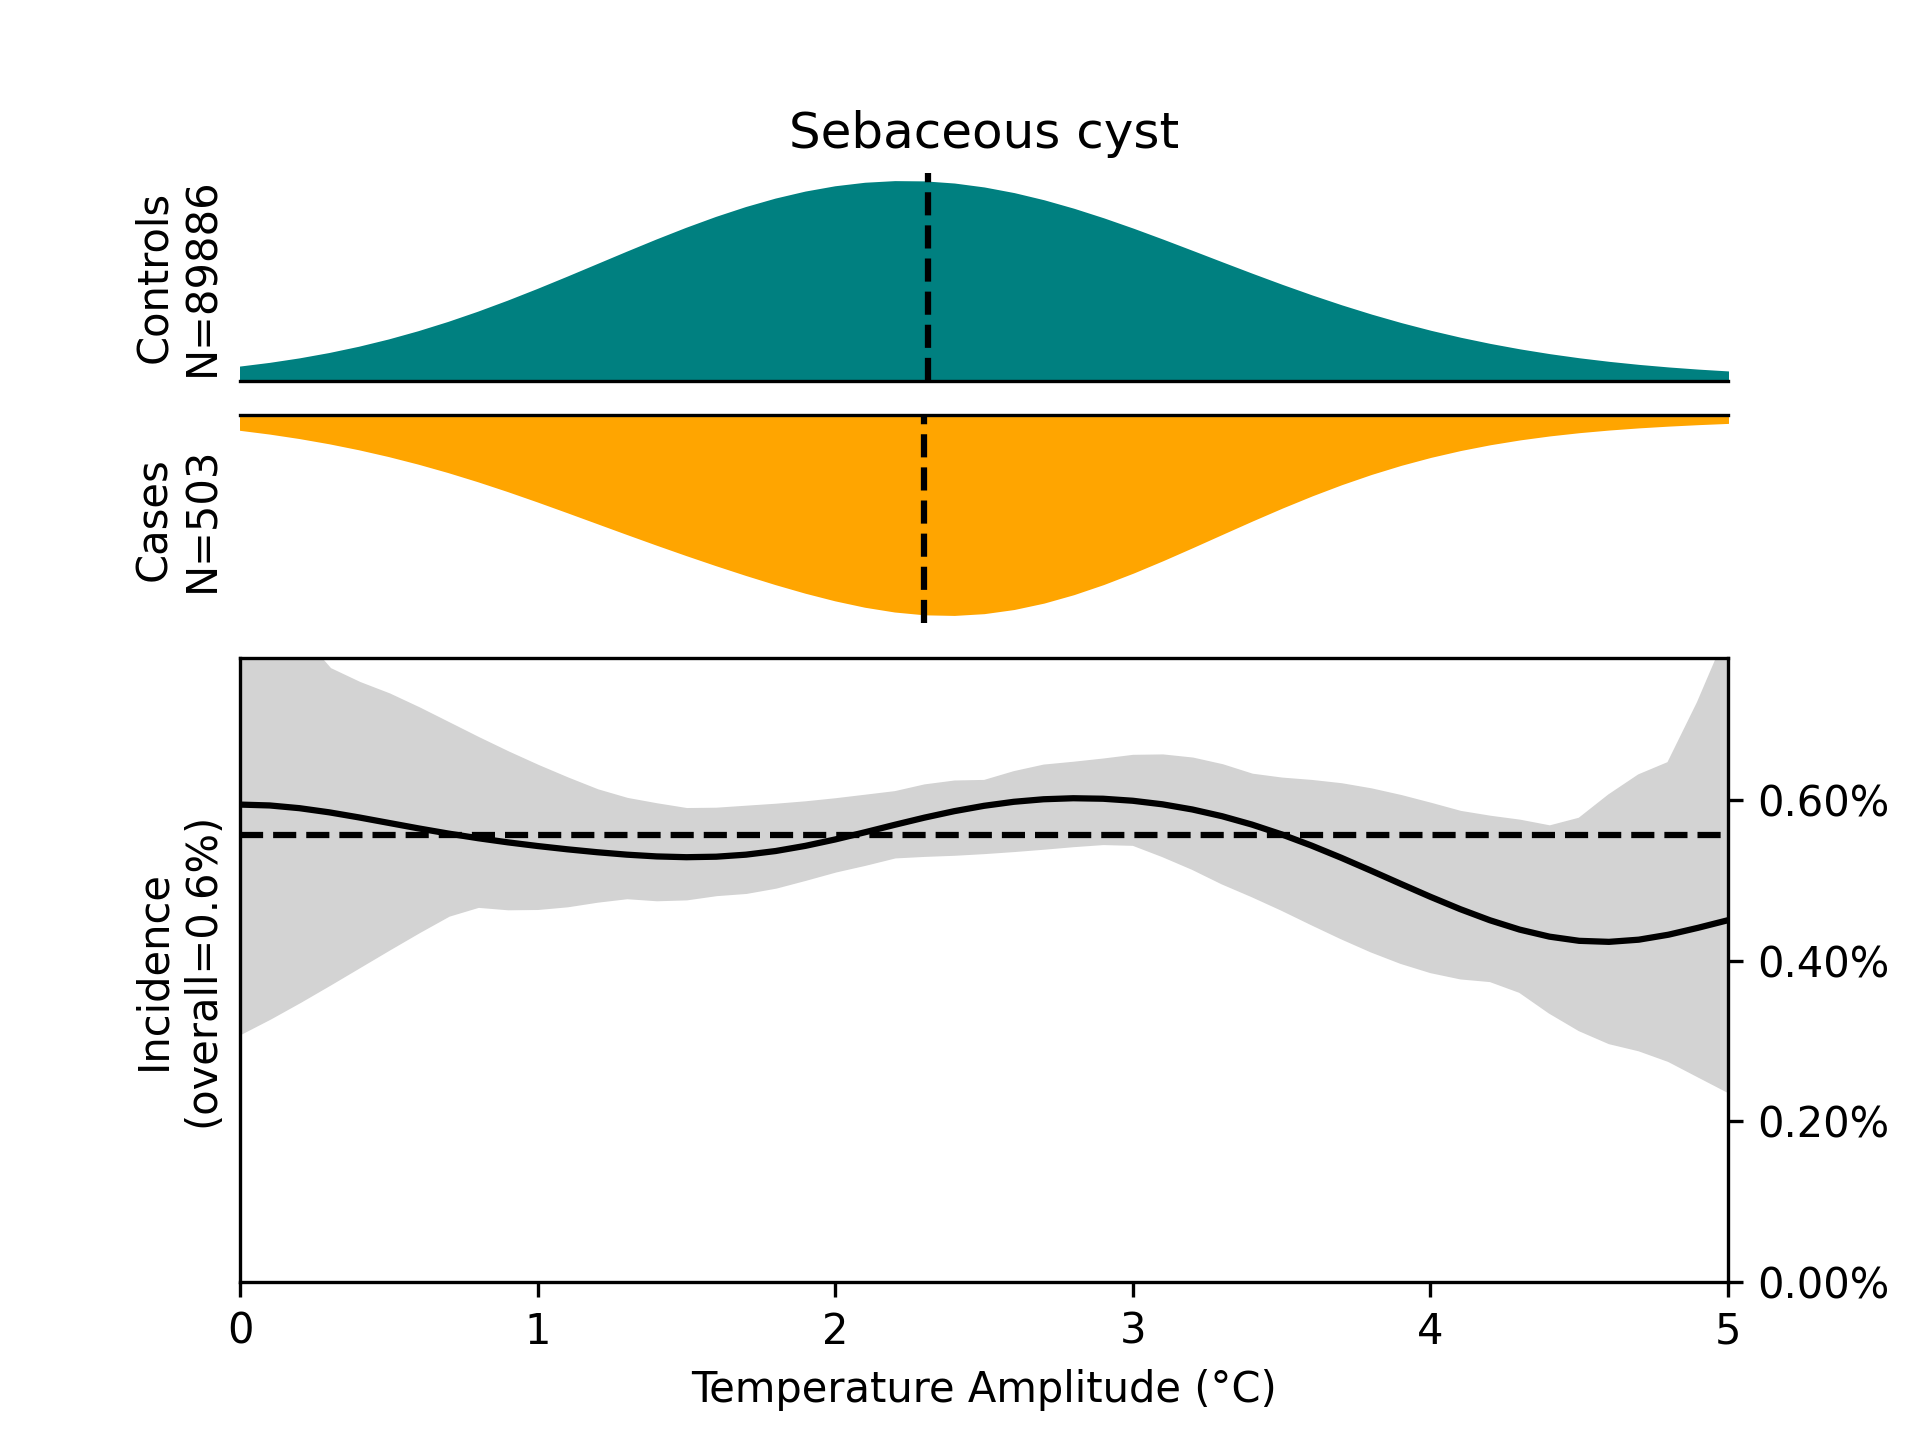 Sebaceous cyst
Controls
N=89886
Cases
N=503
Incidence
(overall=0.6%)
0.60%
0.40%
0.20%
0.00%
0 1 2 3 4 5
Temperature Amplitude (°C)